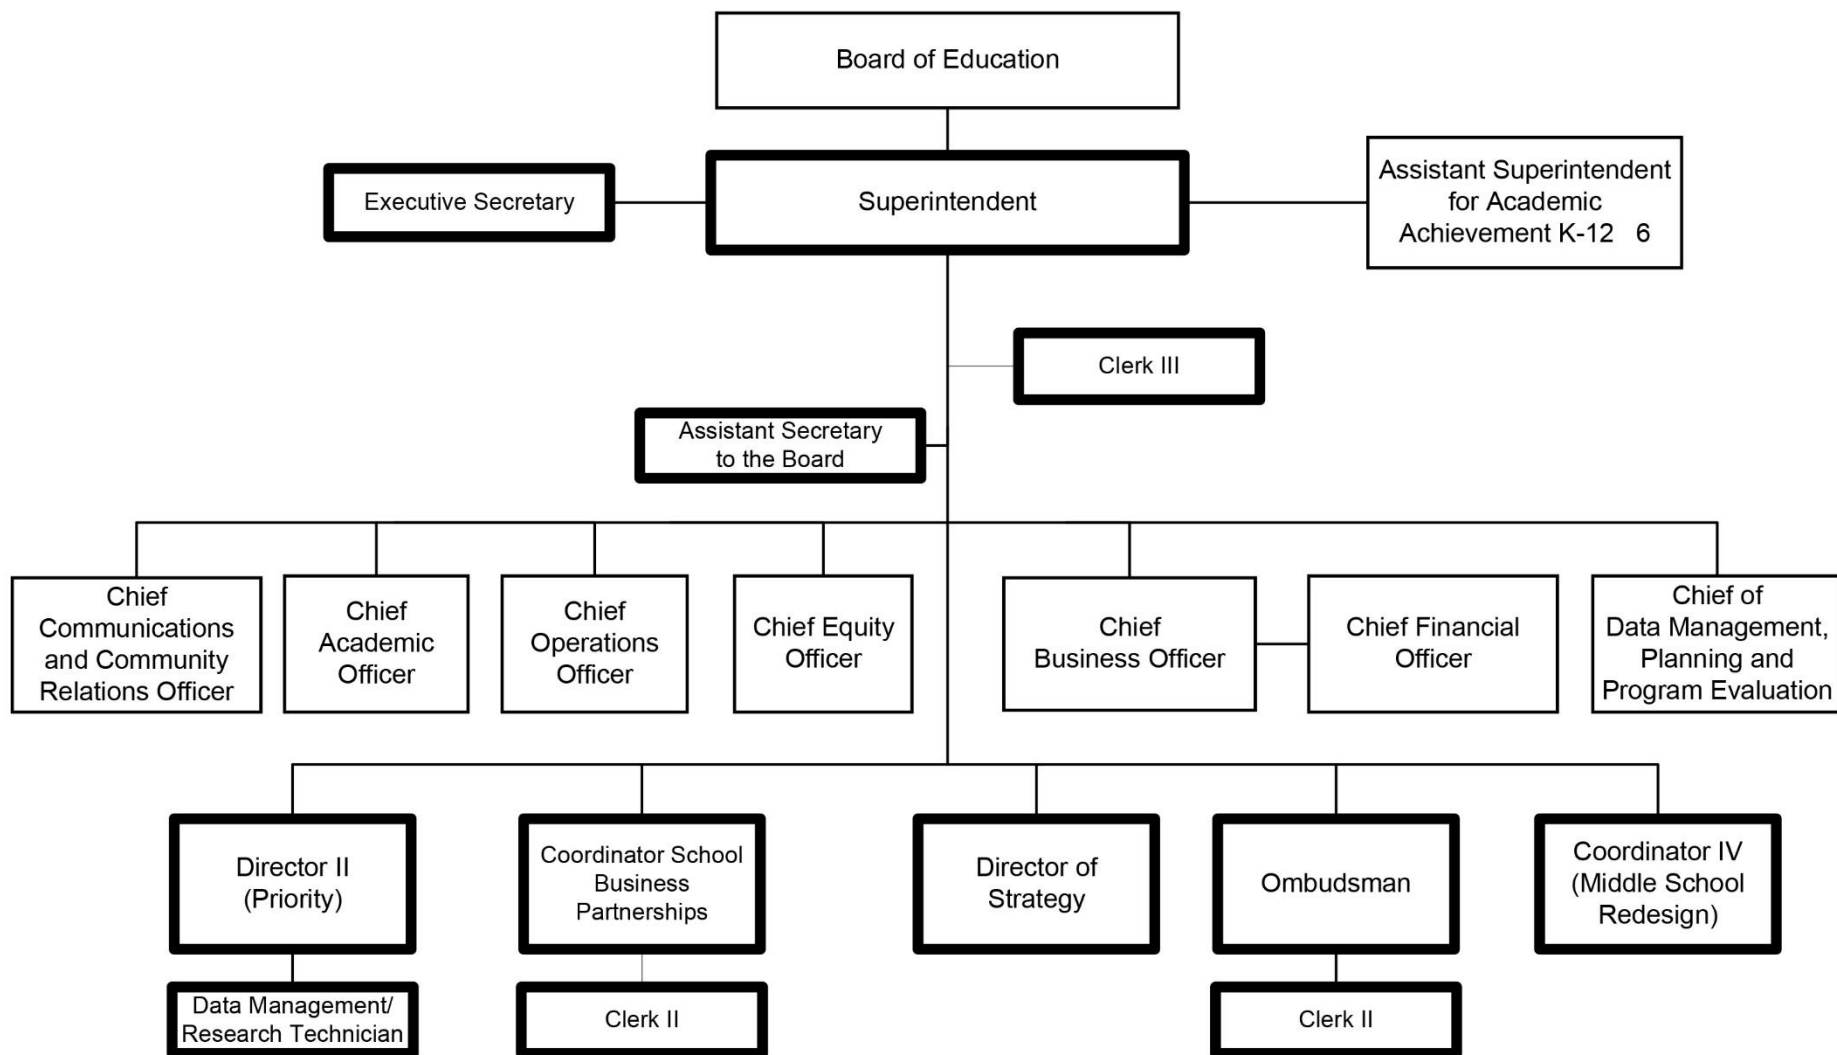 Board of Education
Executive Secretary
Superintendent
Assistant Superintendent
for Academic
Achievement K-12   6
Clerk III
Assistant Secretary
to the Board
Chief
Communications
and Community
Relations Officer
Chief
Academic
Officer
Chief
Operations
Officer
Chief Equity
Officer
Chief
Business Officer
Chief Financial
Officer
Chief of
Data Management,
Planning and
Program Evaluation
Director II
(Priority)
Coordinator School
Business
Partnerships
Director of
Strategy
Ombudsman
Coordinator IV
(Middle School
Redesign)
Data Management/
Research Technician
Clerk II
Clerk II